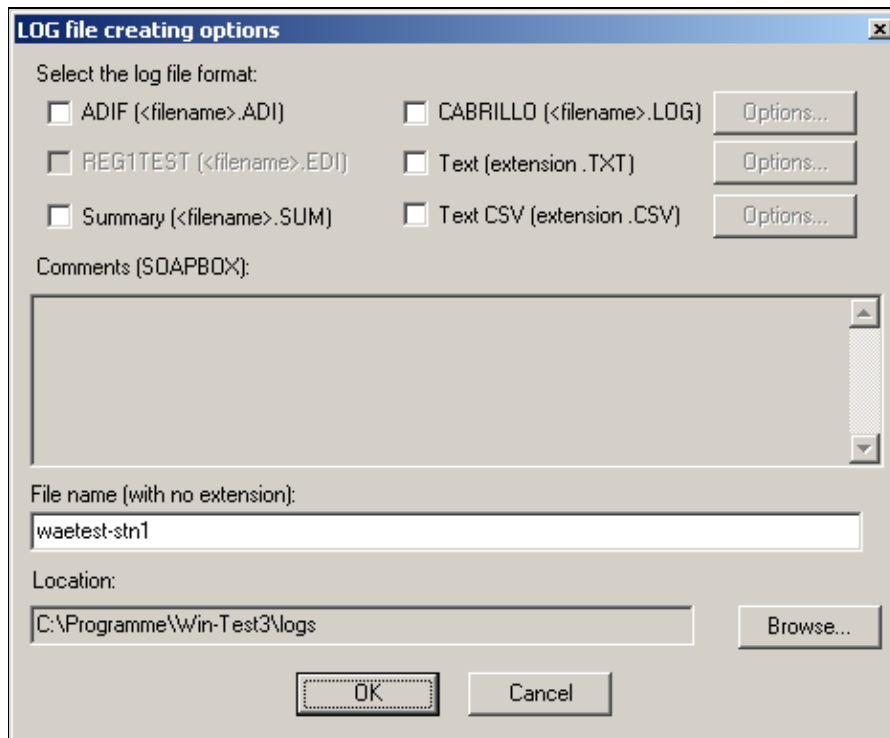 LOG file creating options
Select the log file format:
ADIF (<filename>.ADI)
CABRILLO (<filename>.LOG)
Options...
REG1TEST (<filename>.EDI)
Text (extension .TXT)
Options...
Summary (<filename>.SUM)
Text CSV (extension .CSV)
Options...
Comments (SOAPBOX):
File name (with no extension):
waetest-stn1
Location:
C:\Programme\Win-Test3\logs
Browse...
OK
Cancel